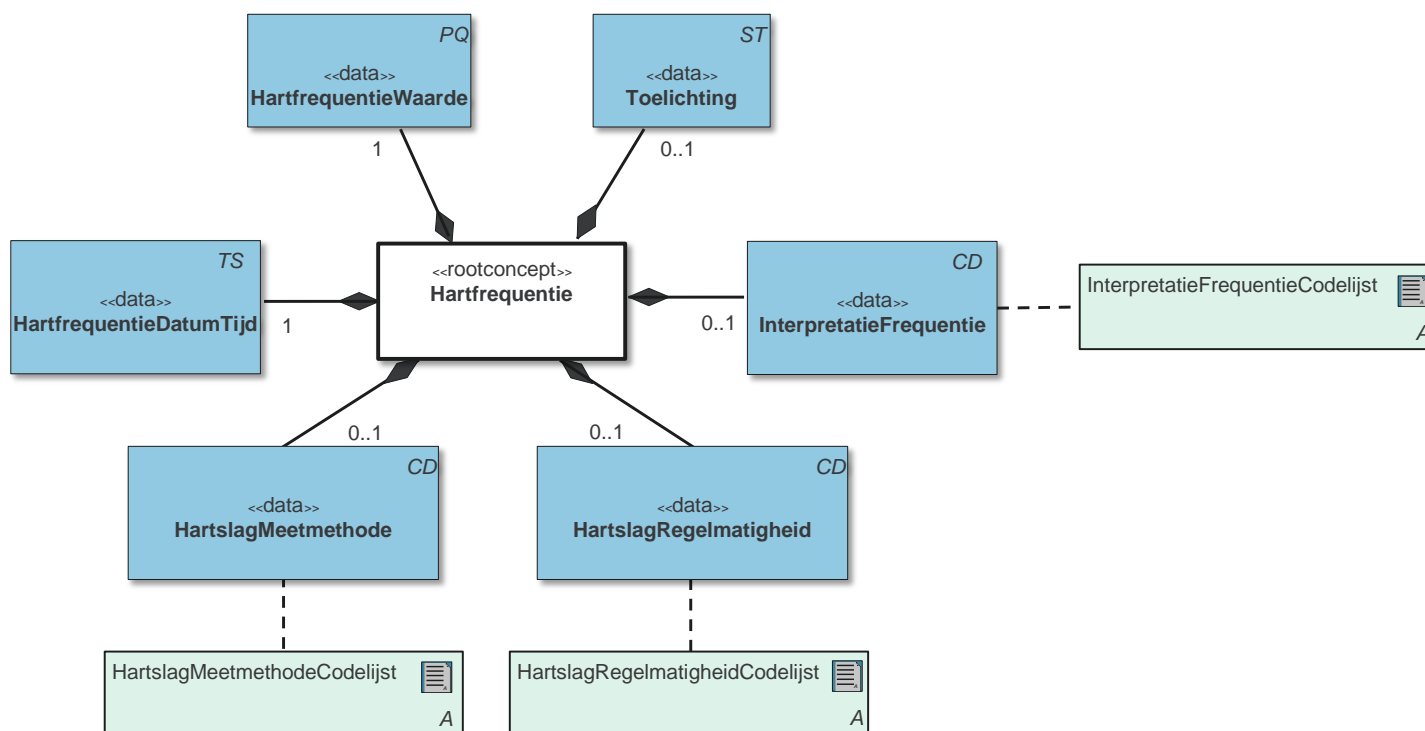 PQ
<<data>>
HartfrequentieWaarde
1
ST
<<data>>
Toelichting
0..1
TS
<<data>>
HartfrequentieDatumTijd
1
<<rootconcept>>
Hartfrequentie
CD
<<data>>
InterpretatieFrequentie
0..1
InterpretatieFrequentieCodelijst
A
0..1
CD
<<data>>
HartslagMeetmethode
0..1
CD
<<data>>
HartslagRegelmatigheid
HartslagMeetmethodeCodelijst
A
HartslagRegelmatigheidCodelijst
A